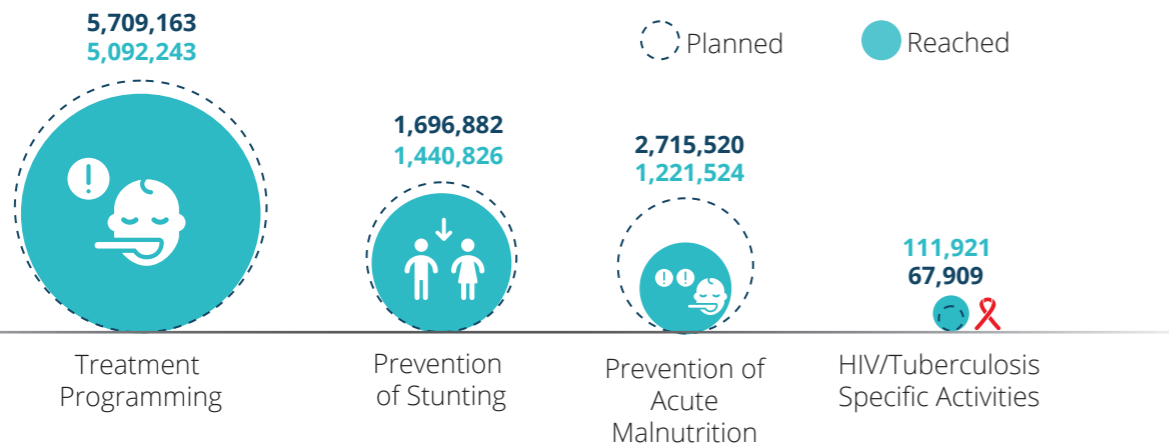 5,709,163
5,092,243
Planned
Reached
1,696,882
1,440,826
2,715,520
1,221,524
111,921
67,909
Treatment
Programming
Prevention
of Stunting
Prevention of
Acute
Malnutrition
HIV/Tuberculosis
Specific Activities